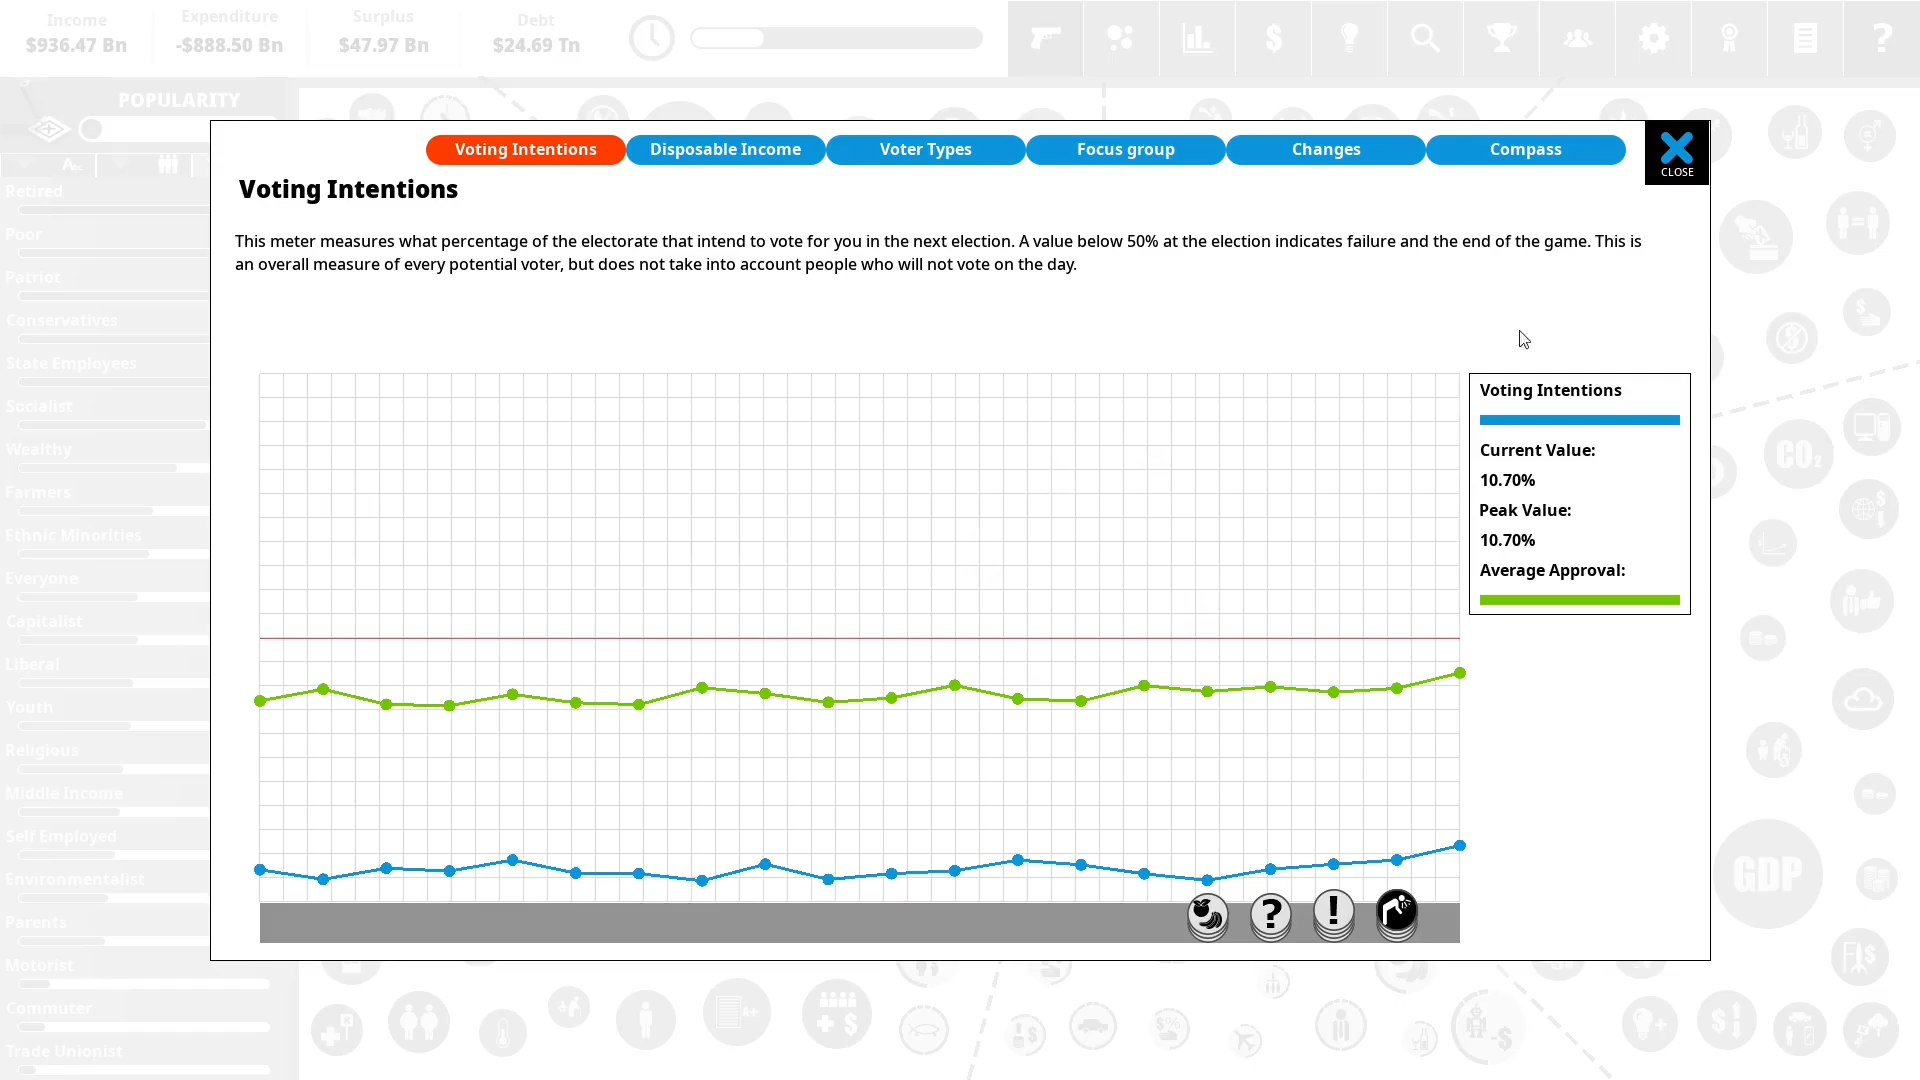 Income
$936.47 Bn
Expenditure
-$888.50 Bn
Surplus
$47.97 Bn
Debt
$24.69 Tn
?
POPULARITY
Retired
Poor
Patriot
Conservatives
State Employees
Socialist
Wealthy
Farmers
Ethnic Minorities
Everyone
Capitalist
Liberal
Youth
Religious
Middle Income
Self Employed
Environmentalist
Parents
Motorist
Commuter
Trade Unionist
Voting Intentions
Disposable Income
Voter Types
Focus group
Changes
Compass
CLOSE
Voting Intentions
This meter measures what percentage of the electorate that intend to vote for you in the next election. A value below 50% at the election indicates failure and the end of the game. This is
an overall measure of every potential voter, but does not take into account people who will not vote on the day.
Voting Intentions
Current Value:
10.70%
Peak Value:
10.70%
Average Approval:
? !
CO₂
GDP